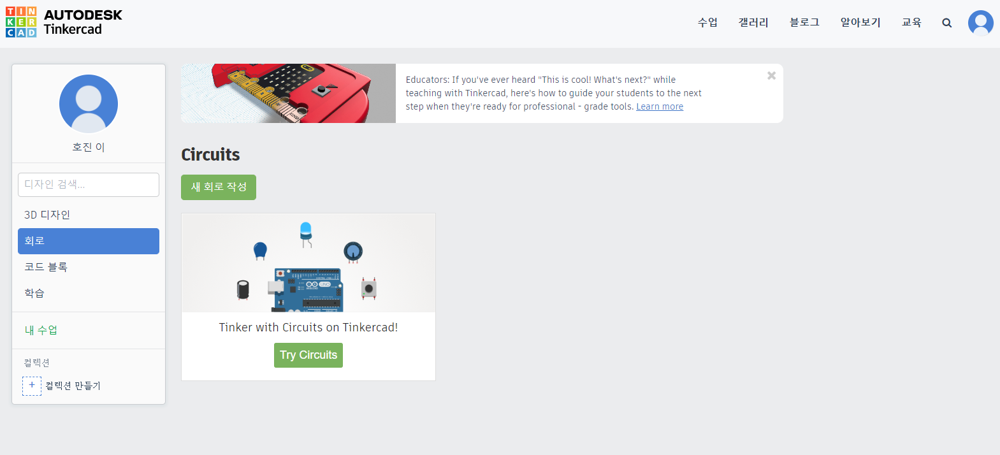 TINKERCAD
AUTODESK
Tinkercad
수업 갤러리 블로그 알아보기 교육
호진 이
디자인 검색...
3D 디자인
회로
코드 블록
학습
내 수업
컬렉션
+ 컬렉션 만들기
Educators: If you've ever heard "This is cool! What's next?" while
teaching with Tinkercad, here's how to guide your students to the next
step when they're ready for professional - grade tools. Learn more
Circuits
새 회로 작성
UNO
ARDUINO
Tinker with Circuits on Tinkercad!
Try Circuits